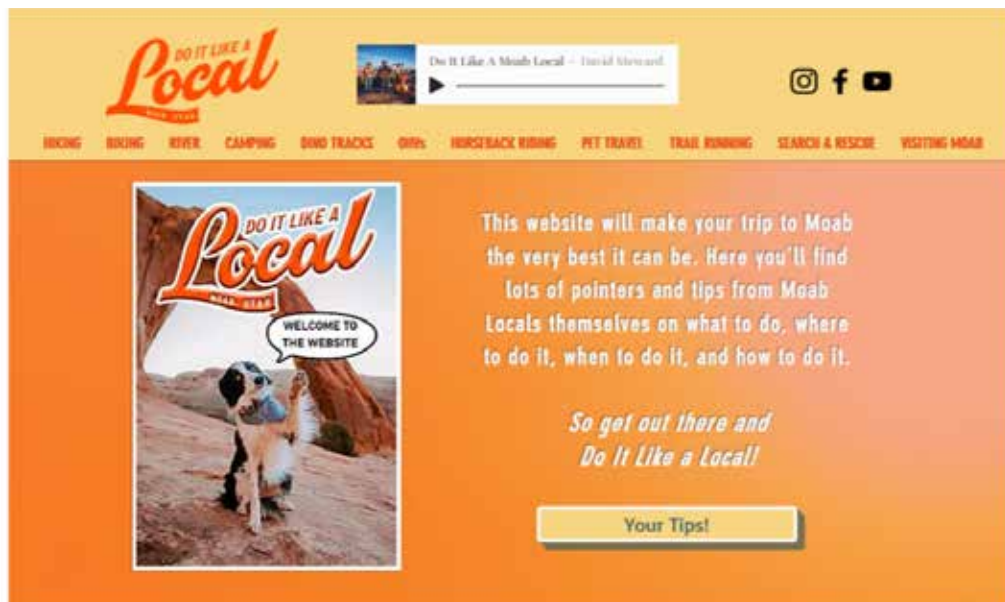 DO IT LIKE A
Local
MOAB UTAH
Do It Like A Moab Local — David Steward
HIKING BIKING RIVER CAMPING DINO TRACKS OHVs HORSEBACK RIDING PET TRAVEL TRAIL RUNNING SEARCH & RESCUE VISITING MOAB
DO IT LIKE A
Local
MOAB UTAH
WELCOME TO
THE WEBSITE
This website will make your trip to Moab
the very best it can be. Here you'll find
lots of pointers and tips from Moab
Locals themselves on what to do, where
to do it, when to do it, and how to do it.
So get out there and
Do It Like a Local!
Your Tips!